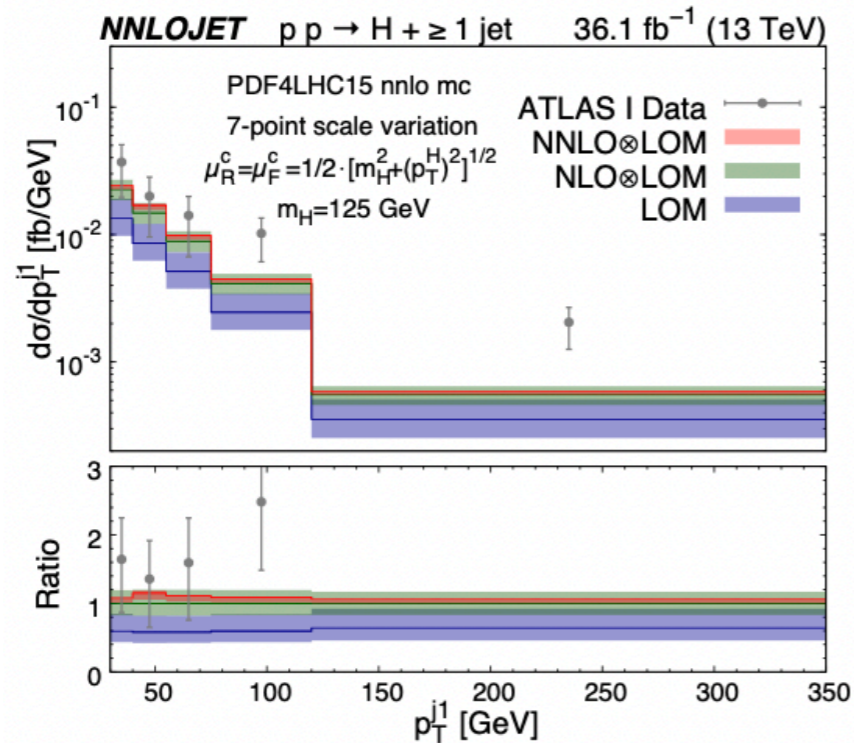 NNLOJET p p → H + ≥ 1 jet 36.1 fb⁻¹ (13 TeV)
PDF4LHC15 nnlo mc
7-point scale variation
μ_R^c=μ_F^c=1/2·[m_H^2+(p_T^H)^2]^1/2
m_H=125 GeV
ATLAS I Data
NNLO⊗LOM
NLO⊗LOM
LOM
dσ/dp_T^j1 [fb/GeV]
10⁻¹
10⁻²
10⁻³
Ratio
3
2
1
0
50 100 150 200 250 300 350
p_T^j1 [GeV]